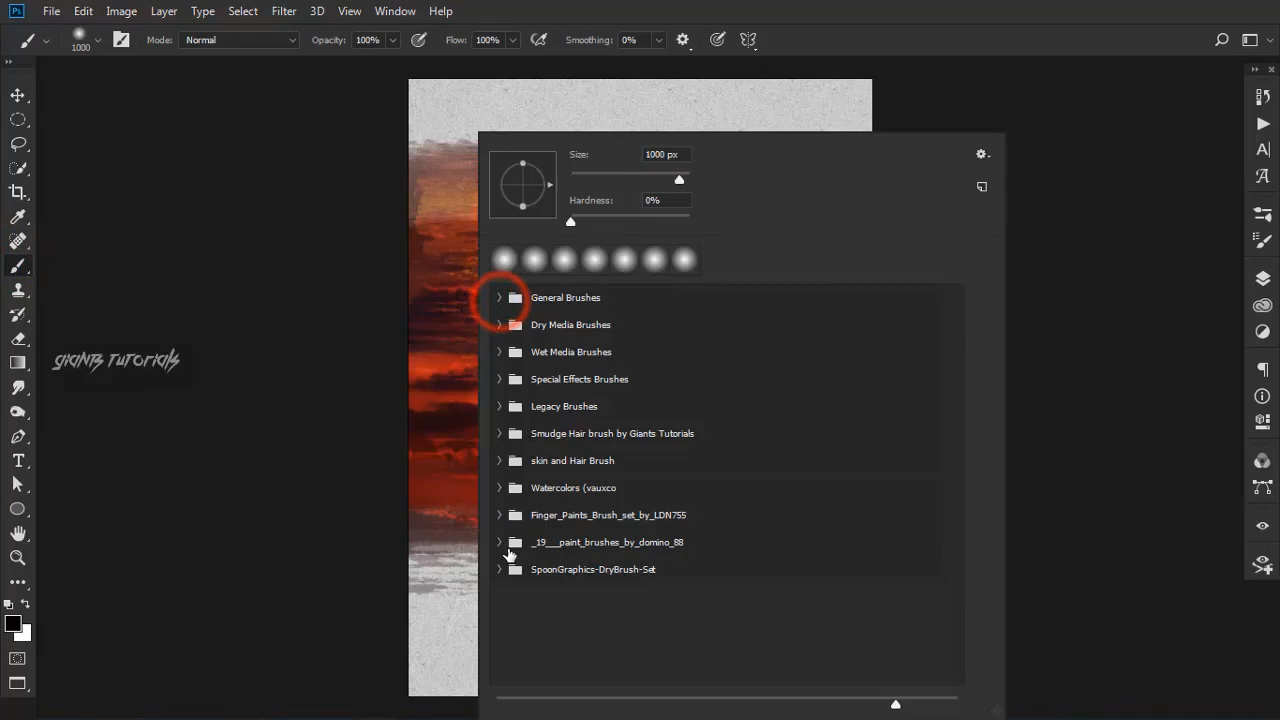 Ps File Edit Image Layer Type Select Filter 3D View Window Help
1000 Mode: Normal Opacity: 100% Flow: 100% Smoothing: 0%
Size: 1000 px
Hardness: 0%
General Brushes
Dry Media Brushes
Wet Media Brushes
GIANTS TUTORIALS
Special Effects Brushes
Legacy Brushes
Smudge Hair brush by Giants Tutorials
skin and Hair Brush
Watercolors (vauxco
Finger_Paints_Brush_set_by_LDN755
_19___paint_brushes_by_domino_88
SpoonGraphics-DryBrush-Set